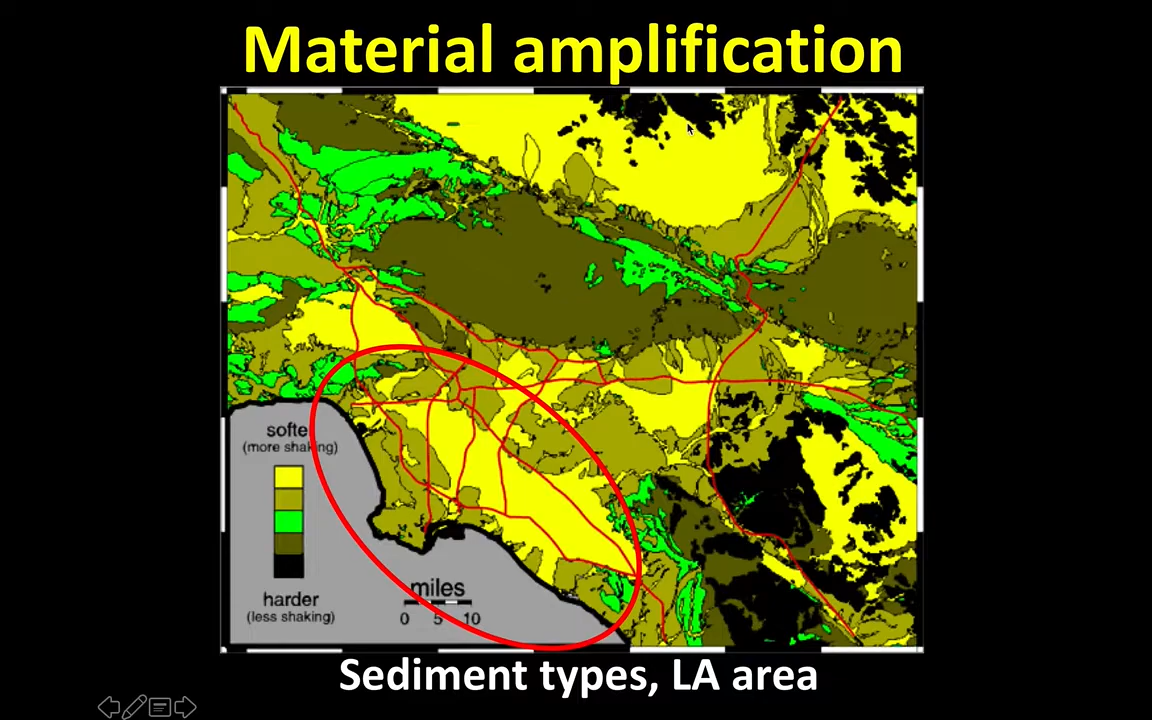 Material amplification
softe
(more shaking)
harder
(less shaking)
miles
0 5 10
Sediment types, LA area